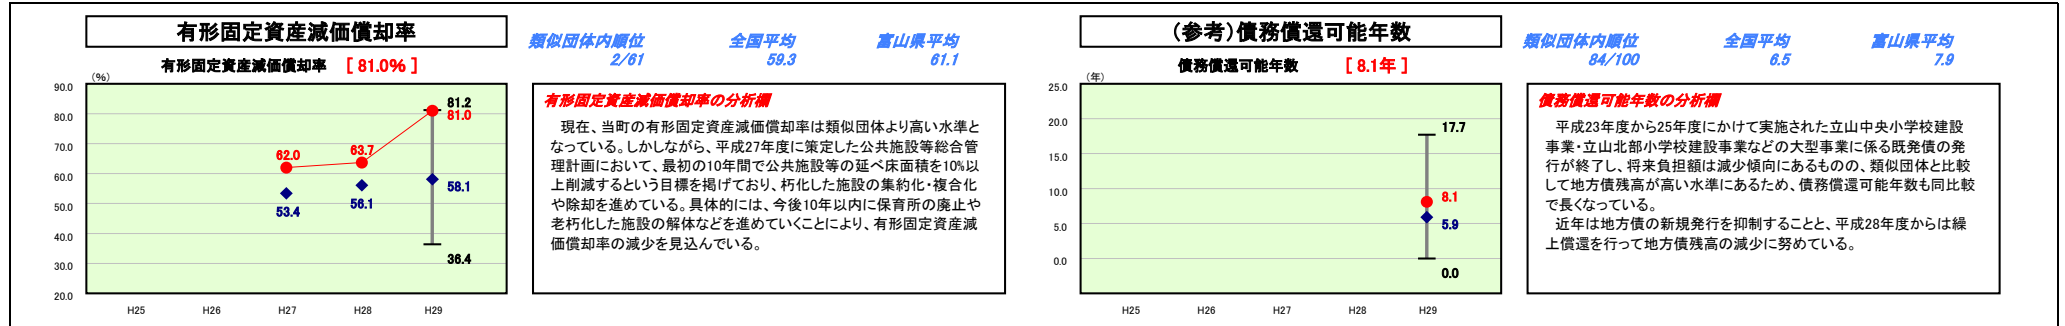 有形固定資産減価償却率
有形固定資産減価償却率 [ 81.0% ]
類似団体内順位
2/61
全国平均
59.3
富山県平均
61.1
(%)
90.0
80.0
70.0
60.0
50.0
40.0
30.0
20.0
81.2
81.0
62.0
63.7
53.4
56.1
58.1
36.4
H25
H26
H27
H28
H29
有形固定資産減価償却率の分析欄
現在、当町の有形固定資産減価償却率は類似団体より高い水準と
なっている。しかしながら、平成27年度に策定した公共施設等総合管
理計画において、最初の10年間で公共施設等の延べ床面積を10%以
上削減するという目標を掲げており、朽化した施設の集約化・複合化
や除却を進めている。具体的には、今後10年以内に保育所の廃止や
老朽化した施設の解体などを進めていくことにより、有形固定資産減
価償却率の減少を見込んでいる。
(参考)債務償還可能年数
債務償還可能年数 [ 8.1年 ]
類似団体内順位
84/100
全国平均
6.5
富山県平均
7.9
(年)
25.0
20.0
15.0
10.0
5.0
0.0
17.7
8.1
5.9
0.0
H25
H26
H27
H28
H29
債務償還可能年数の分析欄
平成23年度から25年度にかけて実施された立山中央小学校建設
事業・立山北部小学校建設事業などの大型事業に係る既発債の発
行が終了し、将来負担額は減少傾向にあるものの、類似団体と比較
して地方債残高が高い水準にあるため、債務償還可能年数も同比較
で長くなっている。
近年は地方債の新規発行を抑制することと、平成28年度からは繰
上償還を行って地方債残高の減少に努めている。